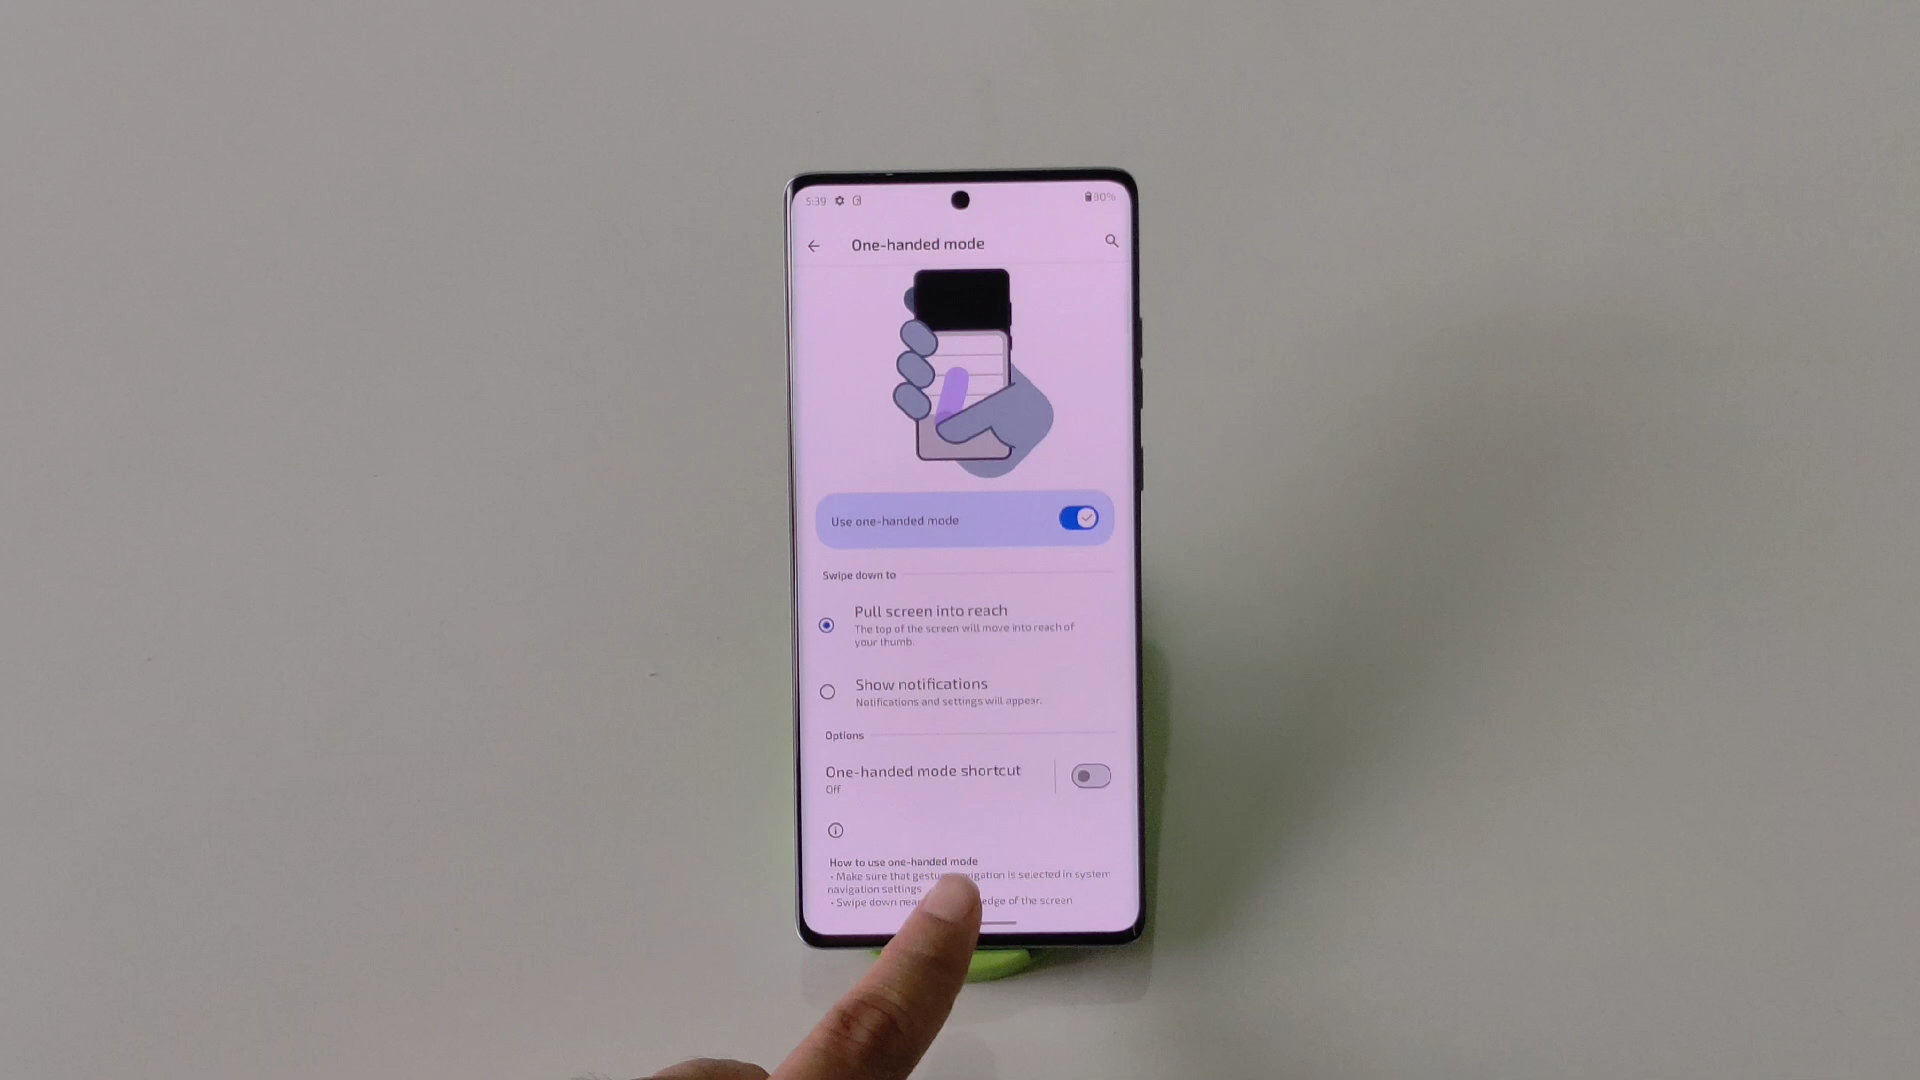 5:39
90%
One-handed mode
Use one-handed mode
Swipe down to
Pull screen into reach
The top of the screen will move into reach of
your thumb.
Show notifications
Notifications and settings will appear.
Options
One-handed mode shortcut
Off
How to use one-handed mode
• Make sure that gestu vigation is selected in system
navigation settings
• Swipe down near edge of the screen